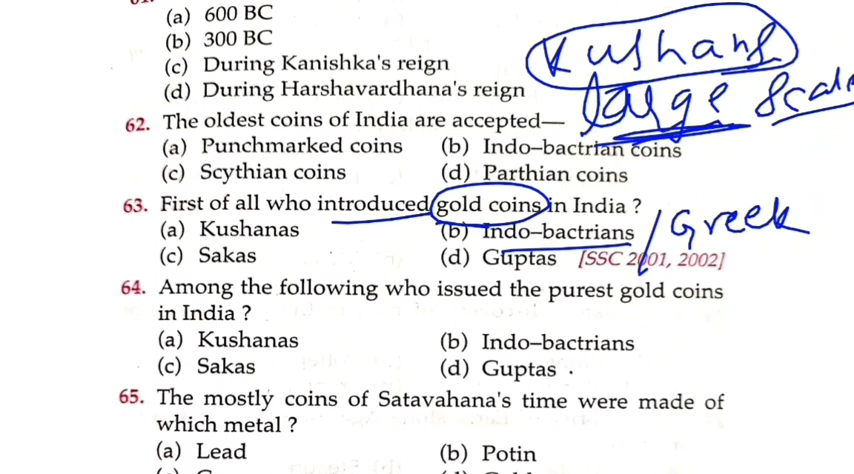 (a) 600 BC
(b) 300 BC
(c) During Kanishka's reign
(d) During Harshavardhana's reign
Kushans
large Scale
62. The oldest coins of India are accepted—
(a) Punchmarked coins (b) Indo–bactrian coins
(c) Scythian coins (d) Parthian coins
63. First of all who introduced gold coins in India ?
(a) Kushanas (b) Indo–bactrians / Greek
(c) Sakas (d) Guptas [SSC 2001, 2002]
64. Among the following who issued the purest gold coins
in India ?
(a) Kushanas (b) Indo–bactrians
(c) Sakas (d) Guptas .
65. The mostly coins of Satavahana's time were made of
which metal ?
(a) Lead (b) Potin